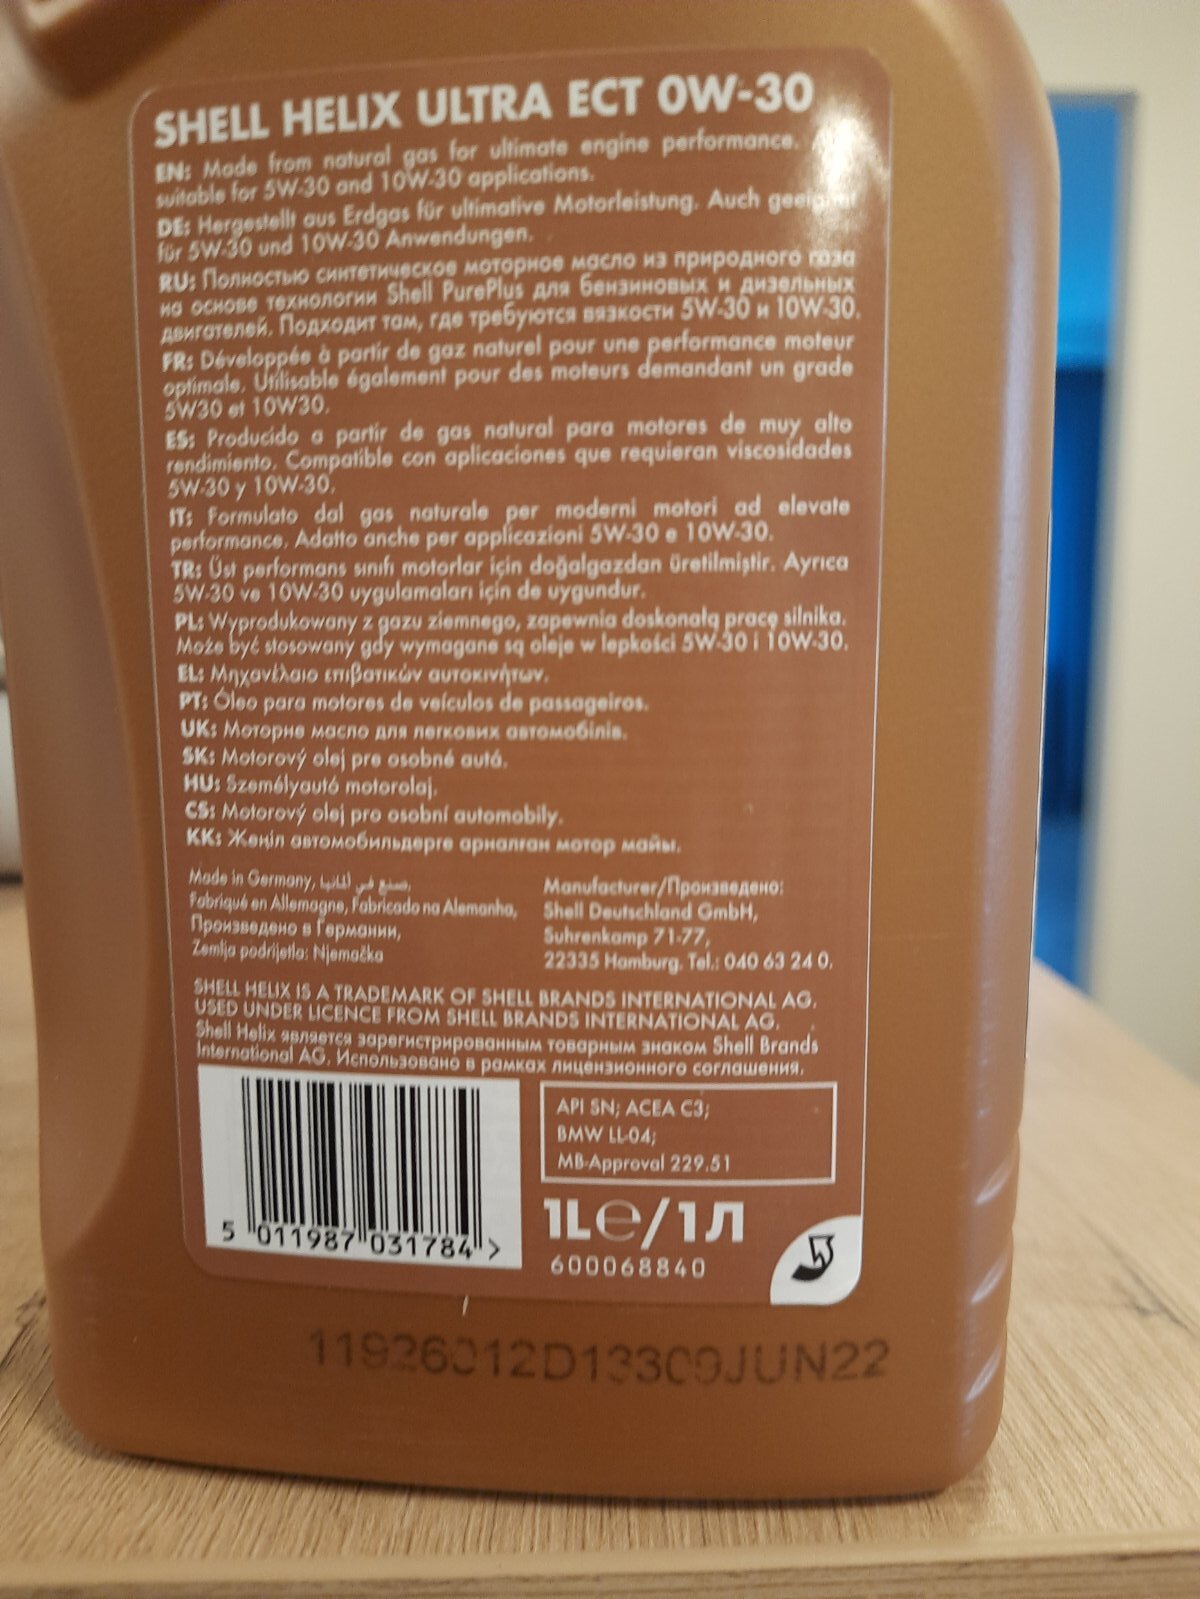 SHELL HELIX ULTRA ECT 0W-30
EN: Made from natural gas for ultimate engine performance.
suitable for 5W-30 and 10W-30 applications.
DE: Hergestellt aus Erdgas für ultimative Motorleistung. Auch geeignet
für 5W-30 und 10W-30 Anwendungen.
RU: Полностью синтетическое моторное масло из природного газа
на основе технологии Shell PurePlus для бензиновых и дизельных
двигателей. Подходит там, где требуются вязкости 5W-30 и 10W-30.
FR: Développée à partir de gaz naturel pour une performance moteur
optimale. Utilisable également pour des moteurs demandant un grade
5W30 et 10W30.
ES: Producido a partir de gas natural para motores de muy alto
rendimiento. Compatible con aplicaciones que requieran viscosidades
5W-30 y 10W-30.
IT: Formulato dal gas naturale per moderni motori ad elevate
performance. Adatto anche per applicazioni 5W-30 e 10W-30.
TR: Üst performans sınıfı motorlar için doğalgazdan üretilmiştir. Ayrıca
5W-30 ve 10W-30 uygulamaları için de uygundur.
PL: Wyprodukowany z gazu ziemnego, zapewnia doskonałą pracę silnika.
Może być stosowany gdy wymagane są oleje w lepkości 5W-30 i 10W-30.
EL: Μηχανέλαιο επιβατικών αυτοκινήτων.
PT: Óleo para motores de veículos de passageiros.
UK: Моторне масло для легкових автомобілів.
SK: Motorový olej pre osobné autá.
HU: Személyautó motorolaj.
CS: Motorový olej pro osobní automobily.
KK: Жеңіл автомобильдерге арналған мотор майы.
Made in Germany, صنع في ألمانيا,
Fabriqué en Allemagne, Fabricado na Alemanha,
Произведено в Германии,
Zemlja podrijetla: Njemačka
Manufacturer/Произведено:
Shell Deutschland GmbH,
Suhrenkamp 71-77,
22335 Hamburg. Tel.: 040 63 24 0.
SHELL HELIX IS A TRADEMARK OF SHELL BRANDS INTERNATIONAL AG.
USED UNDER LICENCE FROM SHELL BRANDS INTERNATIONAL AG.
Shell Helix является зарегистрированным товарным знаком Shell Brands
International AG. Использовано в рамках лицензионного соглашения.
API SN; ACEA C3;
BMW LL-04;
MB-Approval 229.51
5 011987 031784 >
1L℮/1Л
600068840
JUN22